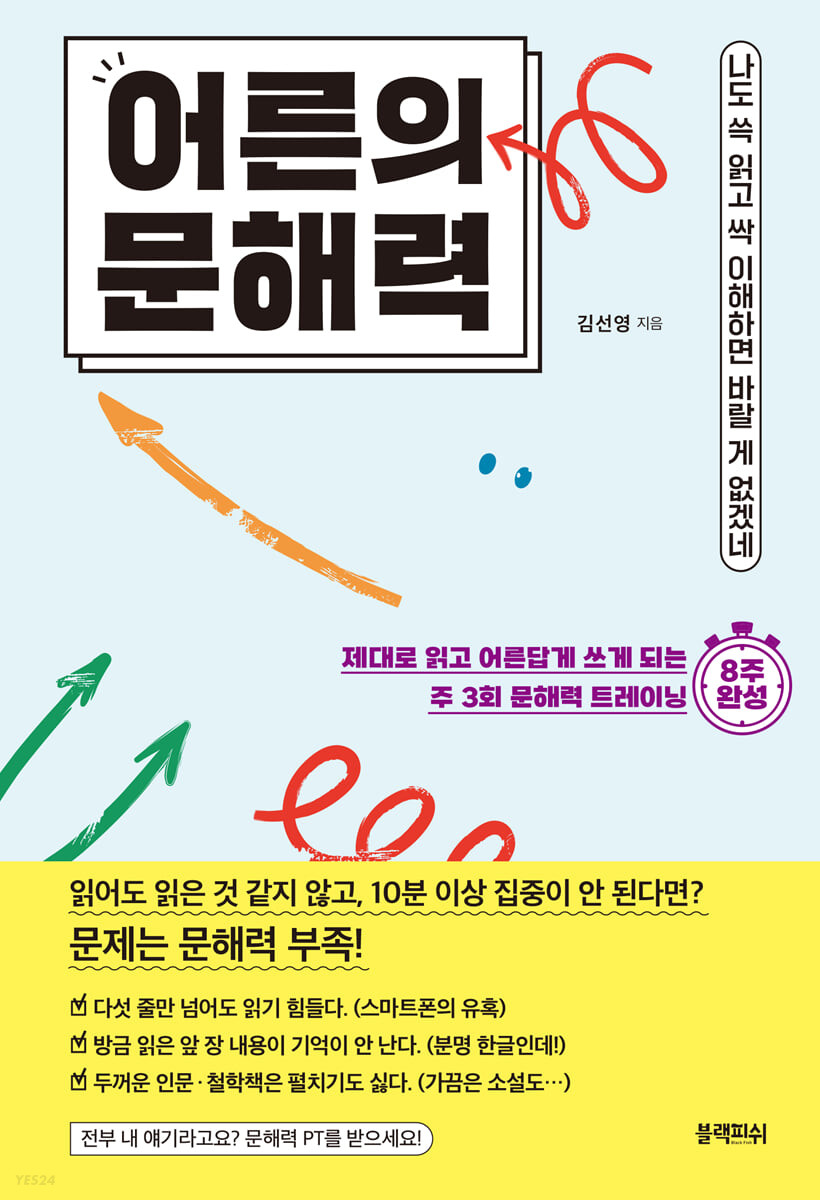 어른의
문해력
김선영 지음
나도 쓱 읽고 싹 이해하면 바랄 게 없겠네
제대로 읽고 어른답게 쓰게 되는
주 3회 문해력 트레이닝
8주
완성
읽어도 읽은 것 같지 않고, 10분 이상 집중이 안 된다면?
문제는 문해력 부족!
다섯 줄만 넘어도 읽기 힘들다. (스마트폰의 유혹)
방금 읽은 앞 장 내용이 기억이 안 난다. (분명 한글인데!)
두꺼운 인문·철학책은 펼치기도 싫다. (가끔은 소설도…)
전부 내 얘기라고요? 문해력 PT를 받으세요!
블랙피쉬
Black Fish
YES24